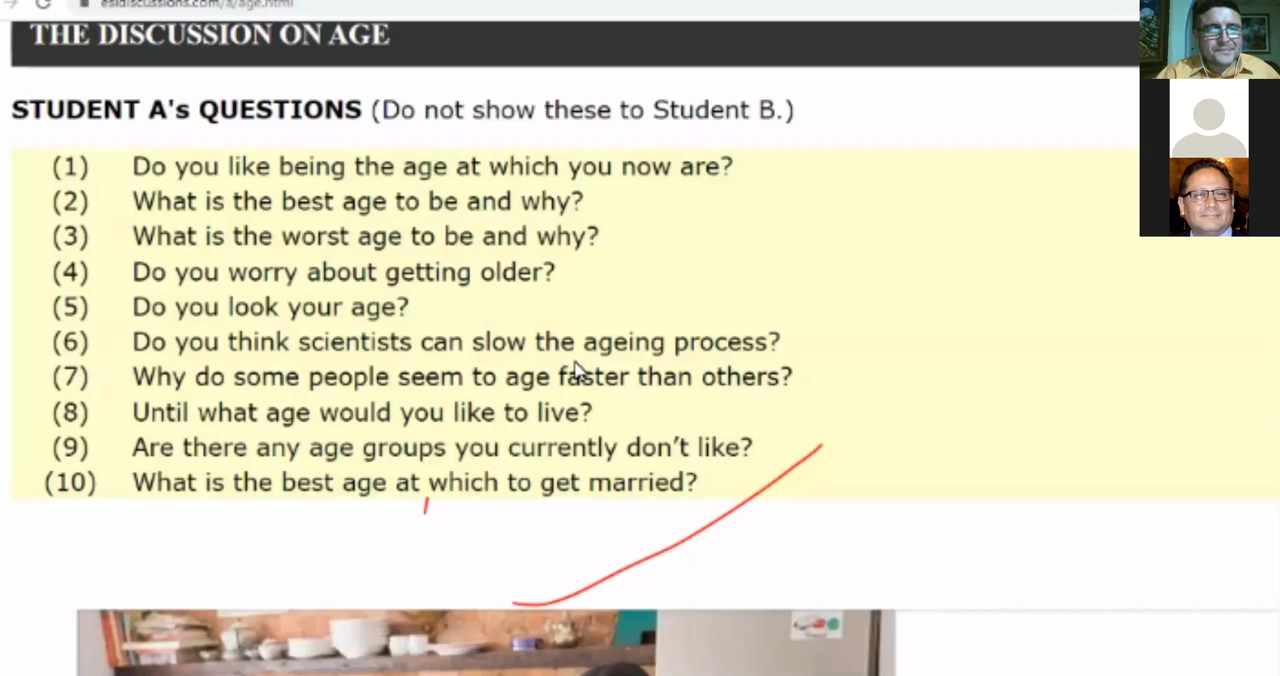 esldiscussions.com/a/age.html
THE DISCUSSION ON AGE
STUDENT A's QUESTIONS (Do not show these to Student B.)
(1) Do you like being the age at which you now are?
(2) What is the best age to be and why?
(3) What is the worst age to be and why?
(4) Do you worry about getting older?
(5) Do you look your age?
(6) Do you think scientists can slow the ageing process?
(7) Why do some people seem to age faster than others?
(8) Until what age would you like to live?
(9) Are there any age groups you currently don't like?
(10) What is the best age at which to get married?